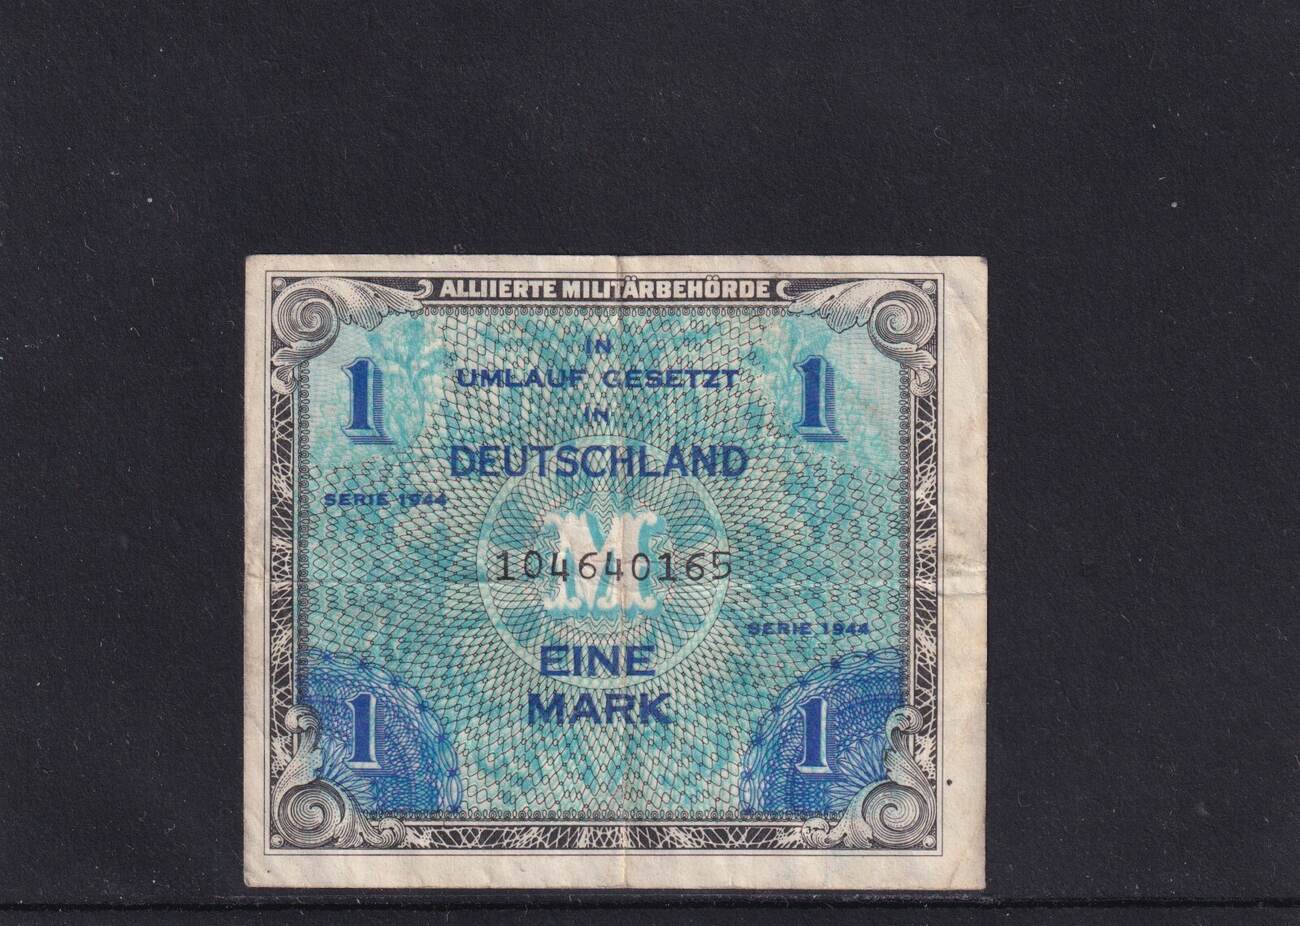 ALLIIERTE MILITÄRBEHÖRDE
IN
UMLAUF GESETZT
1 1
IN
DEUTSCHLAND
SERIE 1944
M
104640165
SERIE 1944
EINE
MARK
1 1